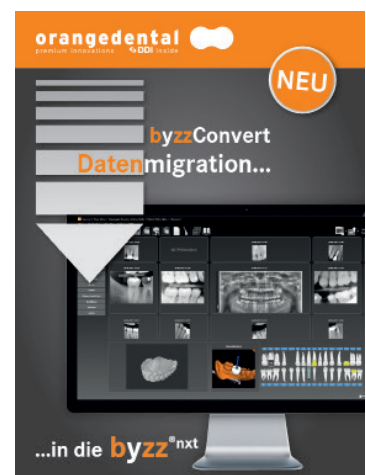 orangedental
premium innovations DDI inside
NEU
byzzConvert
Datenmigration...
...in die byzz®nxt